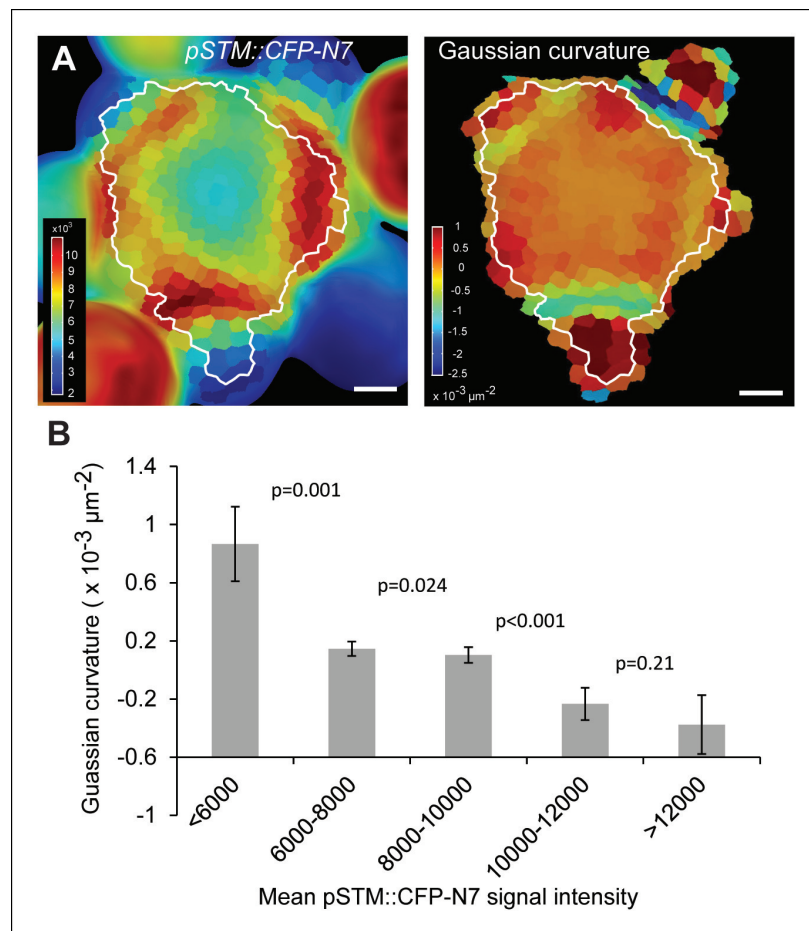 A
pSTM::CFP-N7
Gaussian curvature
x10³
10
9
8
7
6
5
4
3
2
1
0.5
0
-0.5
-1
-1.5
-2
-2.5
x 10⁻³ µm⁻²
B
Guassian curvature ( x 10⁻³ µm⁻²)
1.4
1
0.6
0.2
-0.2
-0.6
-1
p=0.001
p=0.024
p<0.001
p=0.21
<6000
6000-8000
8000-10000
10000-12000
>12000
Mean pSTM::CFP-N7 signal intensity